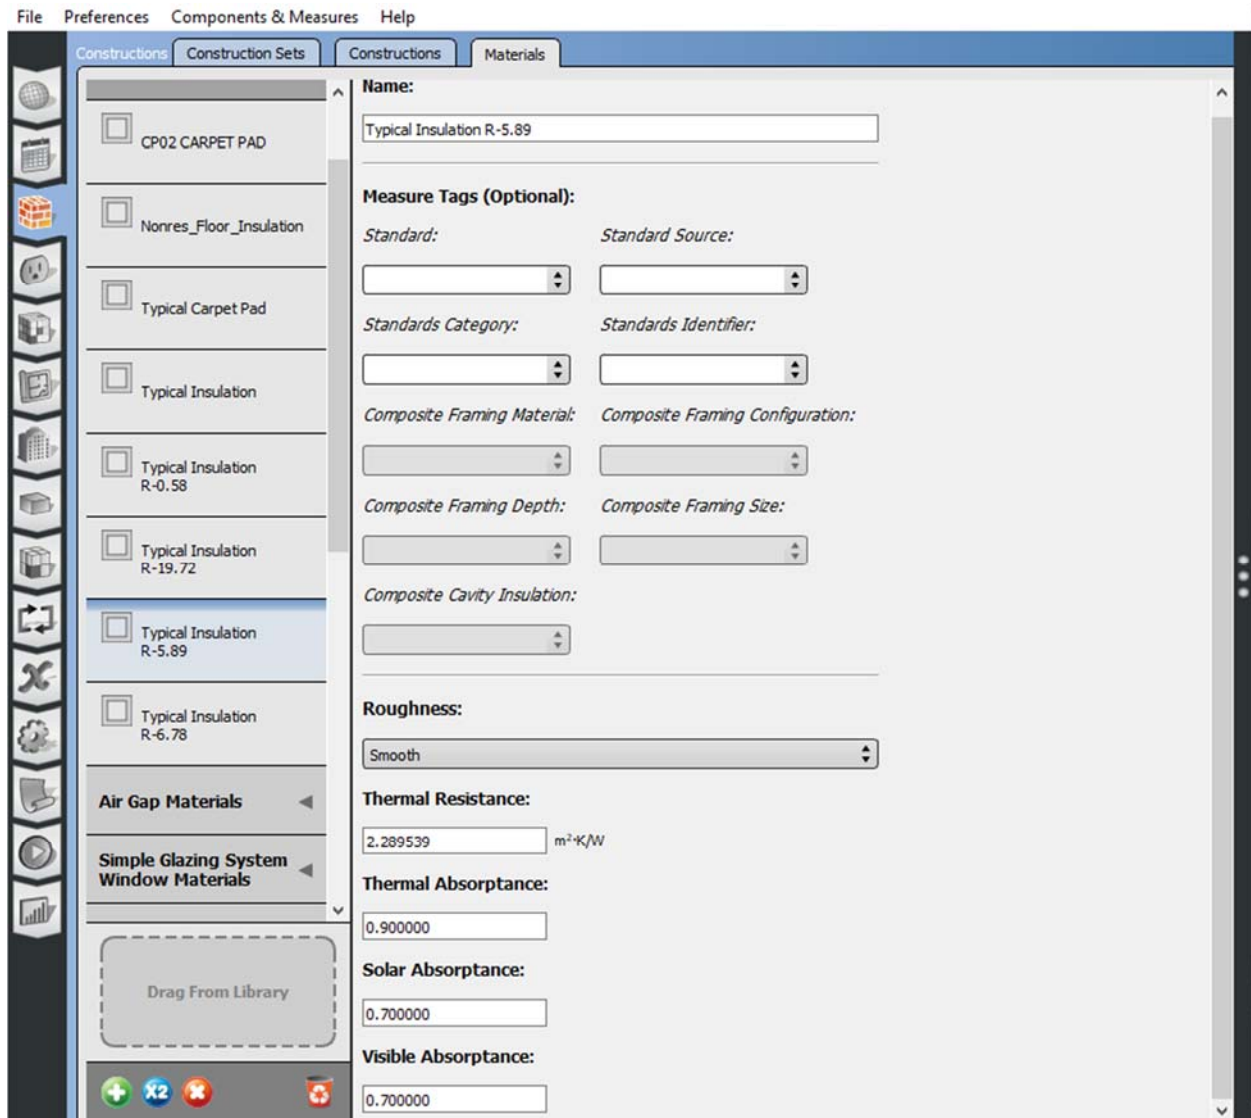 File Preferences Components & Measures Help
Constructions Construction Sets Constructions Materials
CP02 CARPET PAD
Nonres_Floor_Insulation
Typical Carpet Pad
Typical Insulation
Typical Insulation
R-0.58
Typical Insulation
R-19.72
Typical Insulation
R-5.89
Typical Insulation
R-6.78
Air Gap Materials
Simple Glazing System
Window Materials
Drag From Library
X2
Name:
Typical Insulation R-5.89
Measure Tags (Optional):
Standard: Standard Source:
Standards Category: Standards Identifier:
Composite Framing Material: Composite Framing Configuration:
Composite Framing Depth: Composite Framing Size:
Composite Cavity Insulation:
Roughness:
Smooth
Thermal Resistance:
2.289539 m²·K/W
Thermal Absorptance:
0.900000
Solar Absorptance:
0.700000
Visible Absorptance:
0.700000